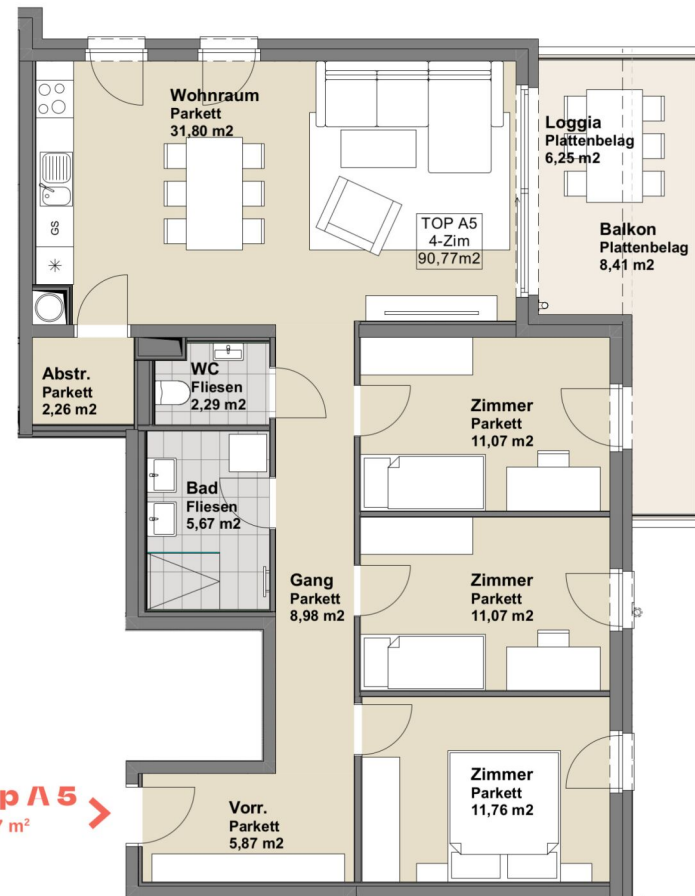 Wohnraum
Parkett
31,80 m2
Loggia
Plattenbelag
6,25 m2
TOP A5
4-Zim
90,77m2
Balkon
Plattenbelag
8,41 m2
GS
Abstr.
Parkett
2,26 m2
WC
Fliesen
2,29 m2
Zimmer
Parkett
11,07 m2
Bad
Fliesen
5,67 m2
Gang
Parkett
8,98 m2
Zimmer
Parkett
11,07 m2
Zimmer
Parkett
11,76 m2
p A 5
m²
Vorr.
Parkett
5,87 m2